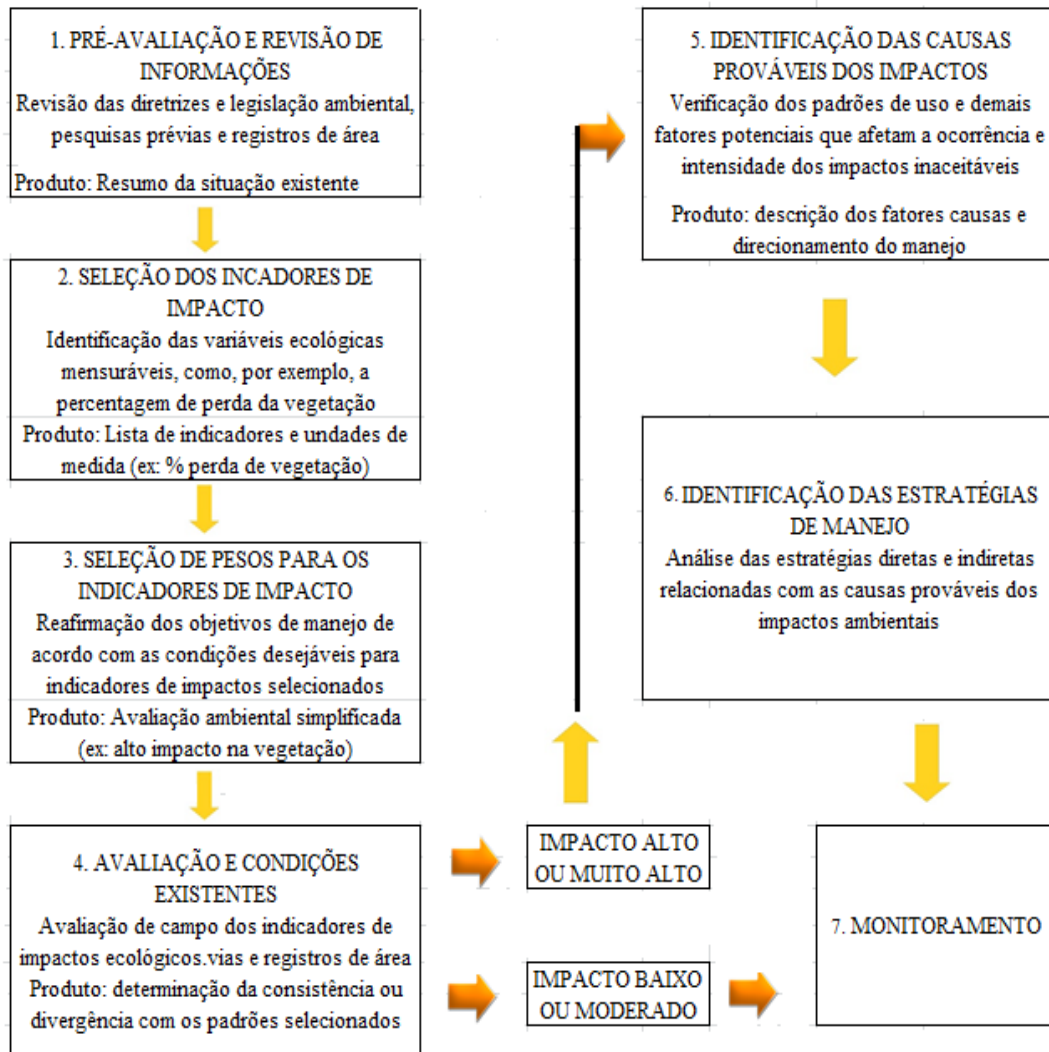 1. PRÉ-AVALIAÇÃO E REVISÃO DE
INFORMAÇÕES
Revisão das diretrizes e legislação ambiental,
pesquisas prévias e registros de área
Produto: Resumo da situação existente
2. SELEÇÃO DOS INCADORES DE
IMPACTO
Identificação das variáveis ecológicas
mensuráveis, como, por exemplo, a
percentagem de perda da vegetação
Produto: Lista de indicadores e undades de
medida (ex: % perda de vegetação)
3. SELEÇÃO DE PESOS PARA OS
INDICADORES DE IMPACTO
Reafirmação dos objetivos de manejo de
acordo com as condições desejáveis para
indicadores de impactos selecionados
Produto: Avaliação ambiental simplificada
(ex: alto impacto na vegetação)
4. AVALIAÇÃO E CONDIÇÕES
EXISTENTES
Avaliação de campo dos indicadores de
impactos ecológicos.vias e registros de área
Produto: determinação da consistência ou
divergência com os padrões selecionados
IMPACTO ALTO
OU MUITO ALTO
IMPACTO BAIXO
OU MODERADO
5. IDENTIFICAÇÃO DAS CAUSAS
PROVÁVEIS DOS IMPACTOS
Verificação dos padrões de uso e demais
fatores potenciais que afetam a ocorrência e
intensidade dos impactos inaceitáveis
Produto: descrição dos fatores causas e
direcionamento do manejo
6. IDENTIFICAÇÃO DAS ESTRATÉGIAS
DE MANEJO
Análise das estratégias diretas e indiretas
relacionadas com as causas prováveis dos
impactos ambientais
7. MONITORAMENTO